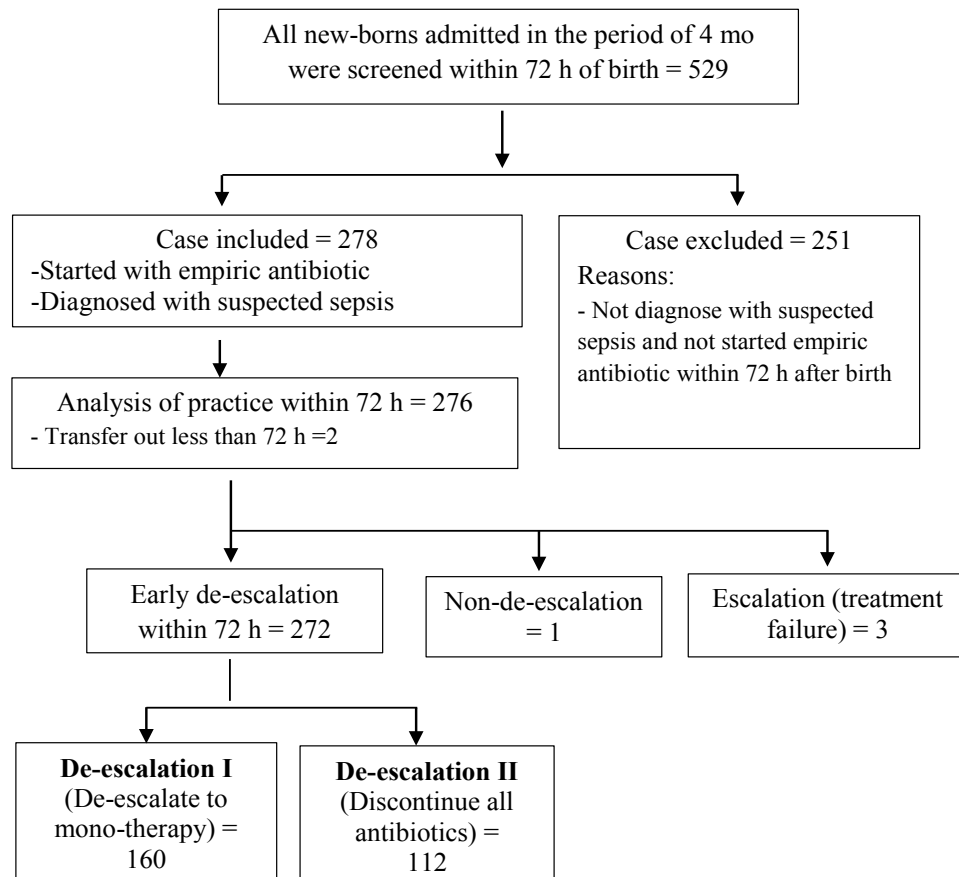 All new-borns admitted in the period of 4 mo
were screened within 72 h of birth = 529
Case included = 278
-Started with empiric antibiotic
-Diagnosed with suspected sepsis
Case excluded = 251
Reasons:
- Not diagnose with suspected
sepsis and not started empiric
antibiotic within 72 h after birth
Analysis of practice within 72 h = 276
- Transfer out less than 72 h =2
Early de-escalation
within 72 h = 272
Non-de-escalation
= 1
Escalation (treatment
failure) = 3
De-escalation I
(De-escalate to
mono-therapy) =
160
De-escalation II
(Discontinue all
antibiotics) =
112